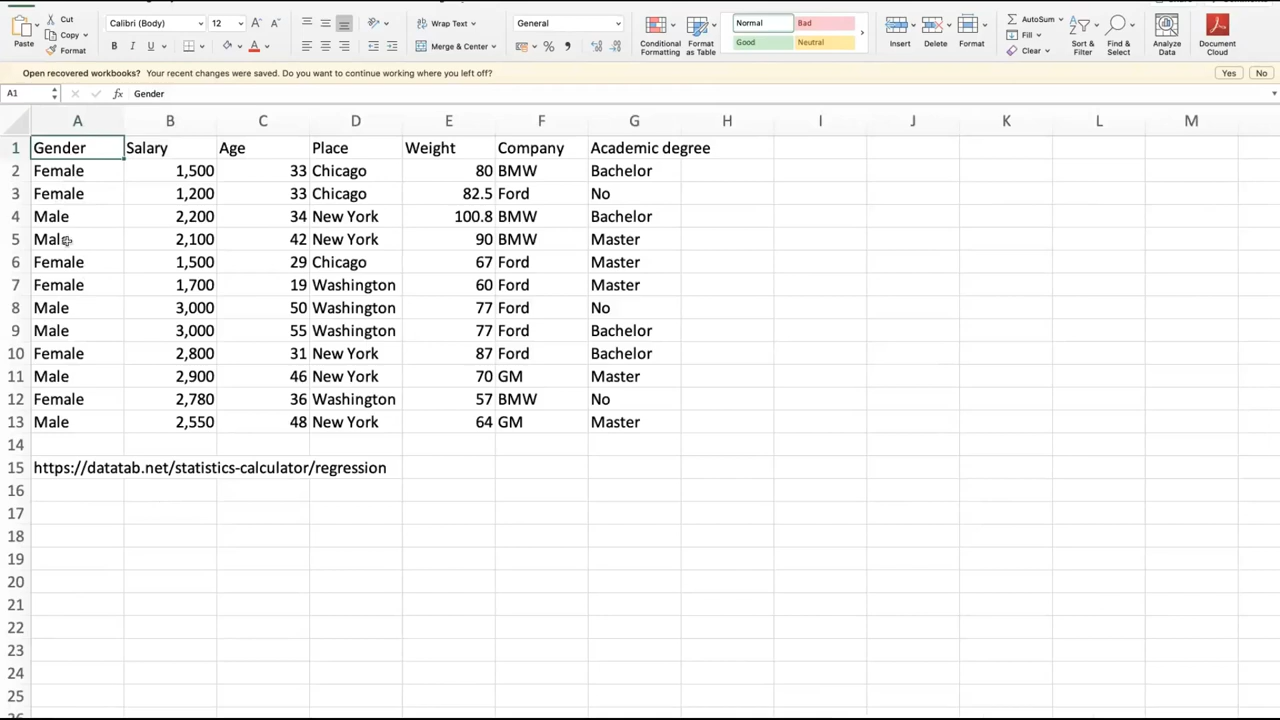 Cut
Calibri (Body) 12
Wrap Text
General
Normal
Bad
AutoSum
Copy
Fill
Paste
Format
B I U
A
Merge & Center
%
Conditional Formatting
Format as Table
Good
Neutral
Insert
Delete
Format
Clear
Sort & Filter
Find & Select
Analyze Data
Document Cloud
Open recovered workbooks? Your recent changes were saved. Do you want to continue working where you left off?
Yes
No
A1
fx
Gender
A B C D E F G H I J K L M
1 Gender Salary Age Place Weight Company Academic degree
2 Female 1,500 33 Chicago 80 BMW Bachelor
3 Female 1,200 33 Chicago 82.5 Ford No
4 Male 2,200 34 New York 100.8 BMW Bachelor
5 Male 2,100 42 New York 90 BMW Master
6 Female 1,500 29 Chicago 67 Ford Master
7 Female 1,700 19 Washington 60 Ford Master
8 Male 3,000 50 Washington 77 Ford No
9 Male 3,000 55 Washington 77 Ford Bachelor
10 Female 2,800 31 New York 87 Ford Bachelor
11 Male 2,900 46 New York 70 GM Master
12 Female 2,780 36 Washington 57 BMW No
13 Male 2,550 48 New York 64 GM Master
14
15 https://datatab.net/statistics-calculator/regression
16
17
18
19
20
21
22
23
24
25